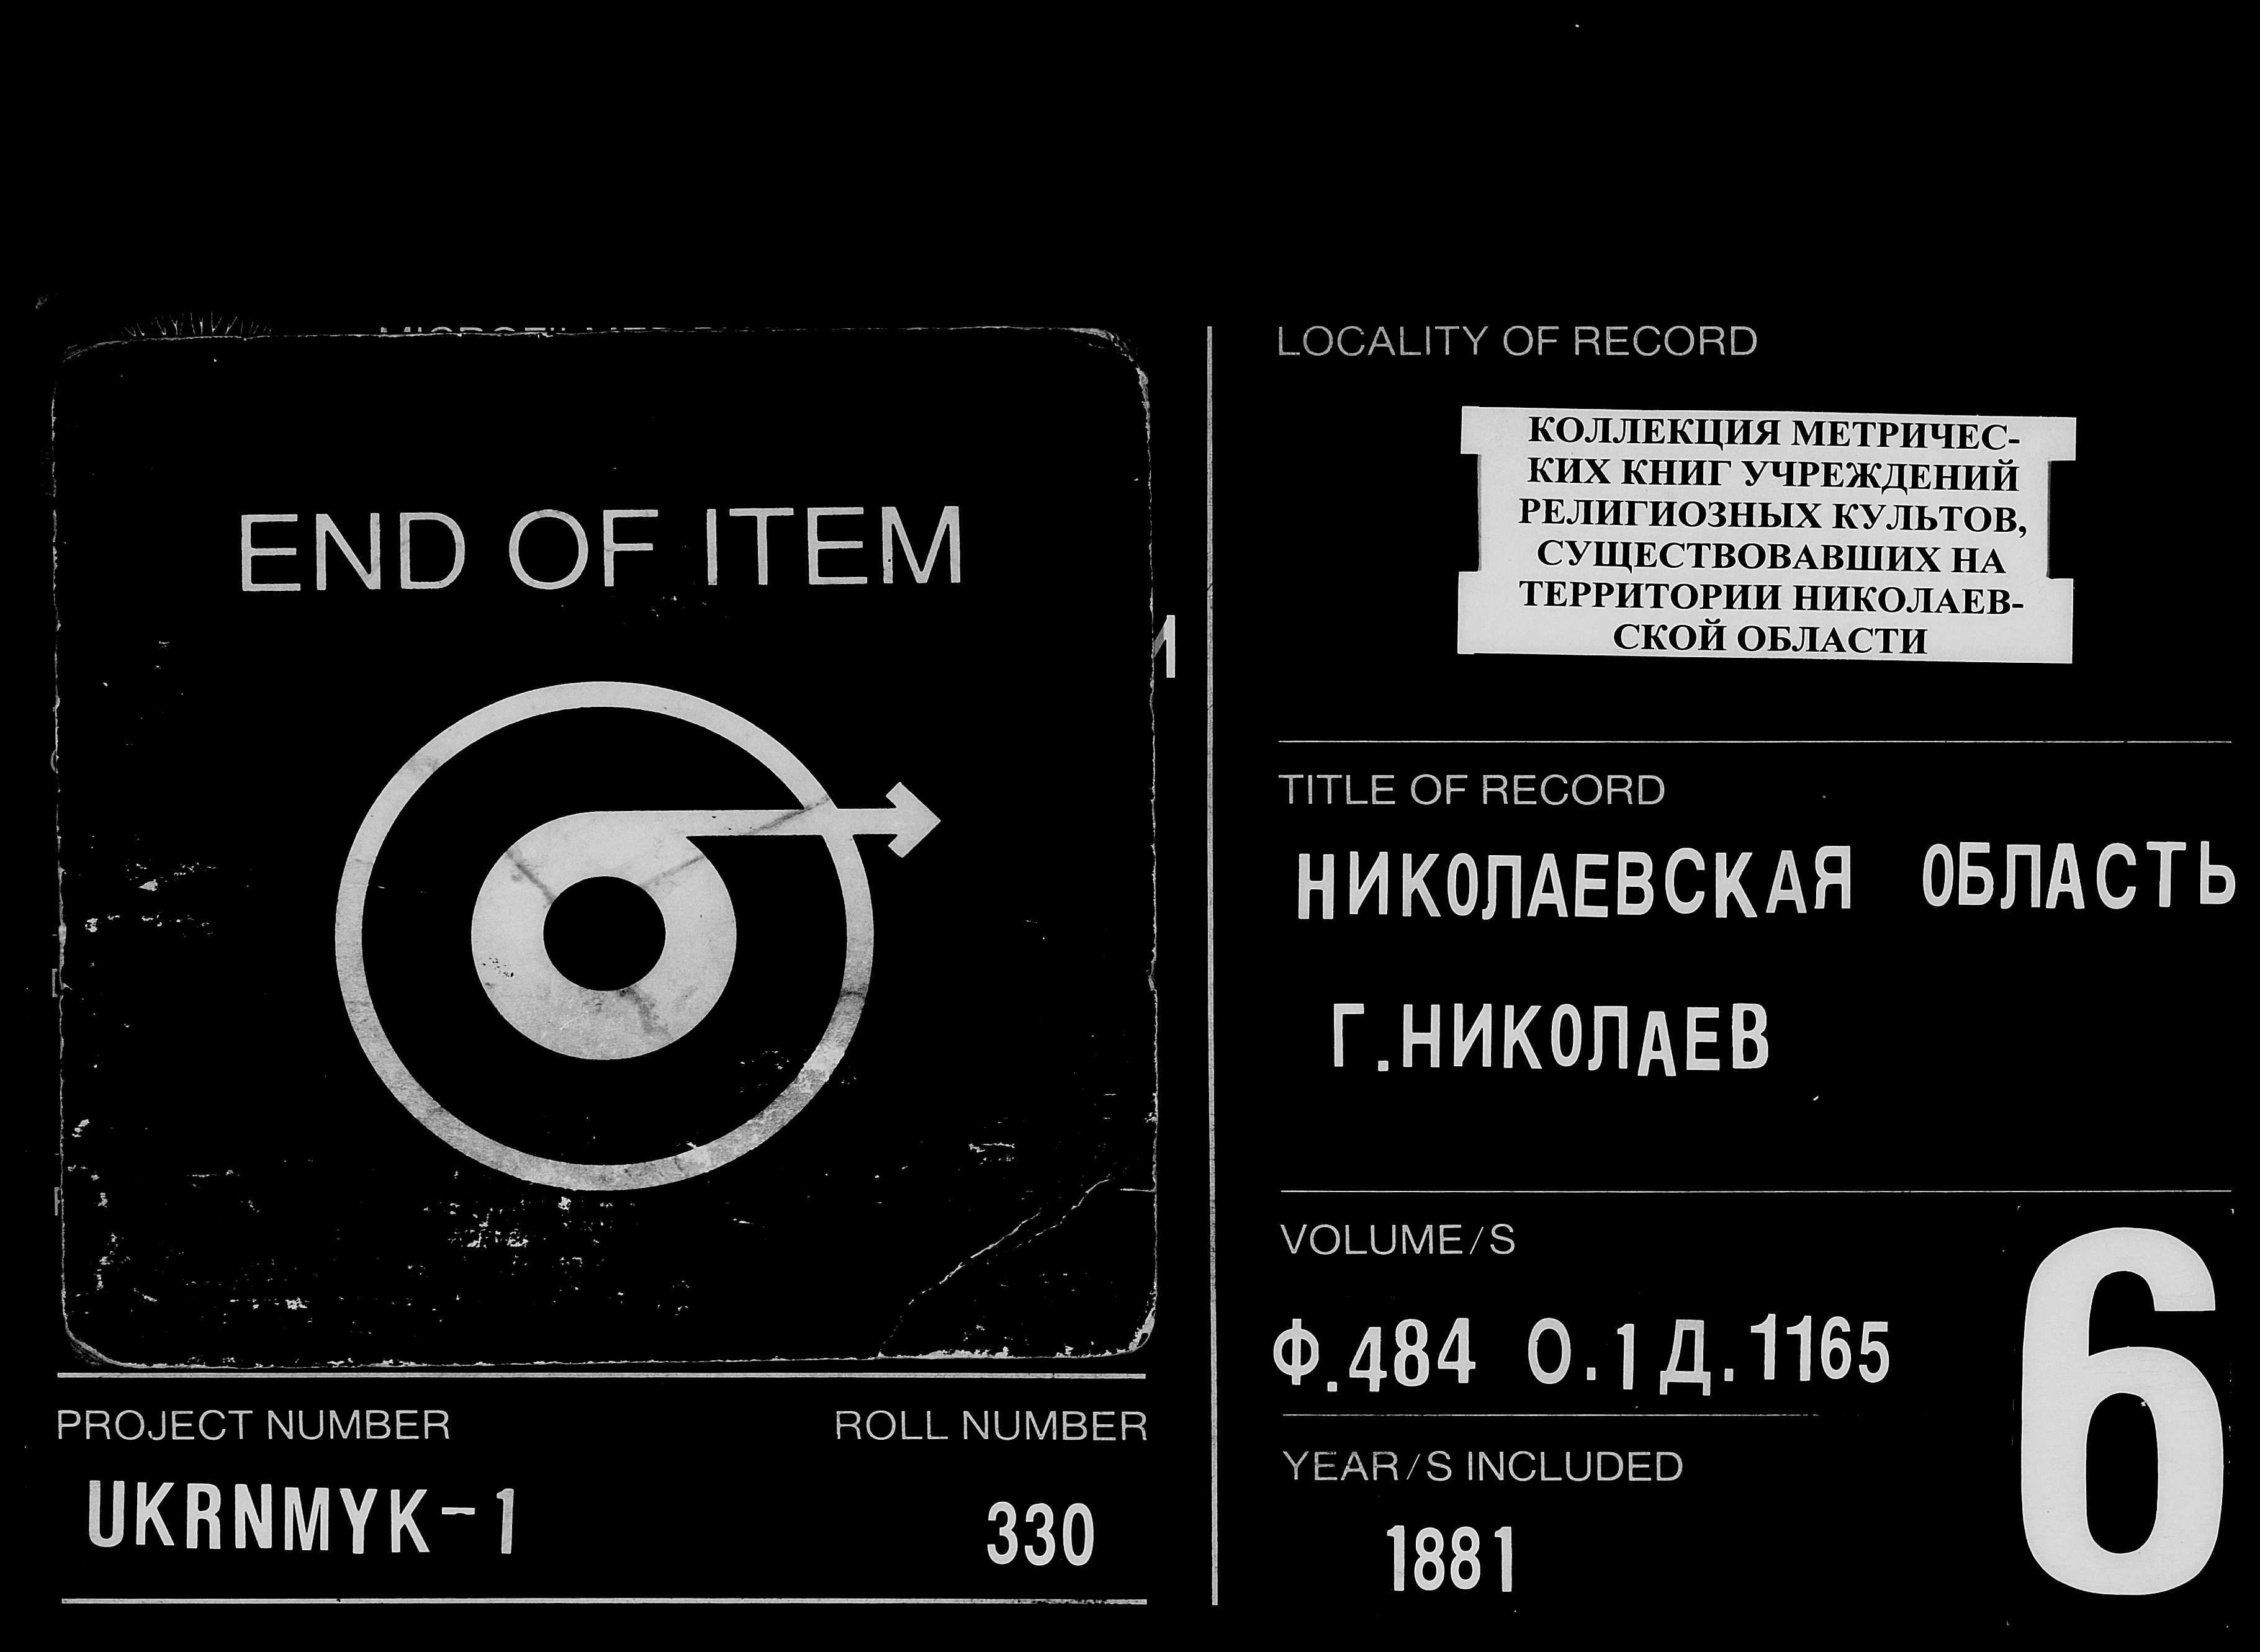 END OF ITEM
PROJECT NUMBER
UKRNMYK-1
ROLL NUMBER
330
LOCALITY OF RECORD
КОЛЛЕКЦИЯ МЕТРИЧЕС-
КИХ КНИГ УЧРЕЖДЕНИЙ
РЕЛИГИОЗНЫХ КУЛЬТОВ,
СУЩЕСТВОВАВШИХ НА
ТЕРРИТОРИИ НИКОЛАЕВ-
СКОЙ ОБЛАСТИ
TITLE OF RECORD
НИКОЛАЕВСКАЯ ОБЛАСТЬ
Г.НИКОЛАЕВ
VOLUME/S
Ф.484 О.1 Д.1165
YEAR/S INCLUDED
1881
6